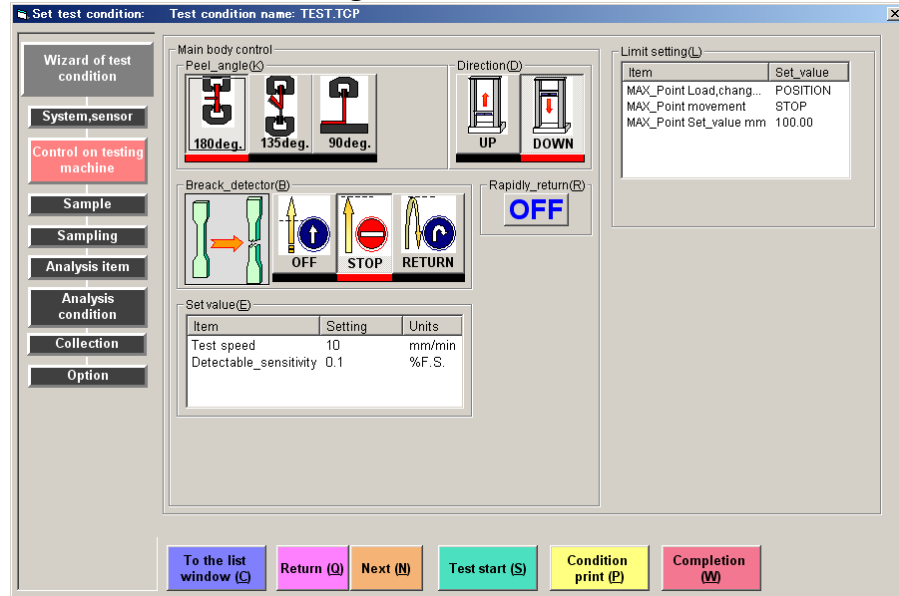 Set test condition: Test condition name: TEST.TCP
Wizard of test
condition
System,sensor
Control on testing
machine
Sample
Sampling
Analysis item
Analysis
condition
Collection
Option
Main body control
Peel_angle(K)
180deg. 135deg. 90deg.
Direction(D)
UP DOWN
Breack_detector(B)
OFF STOP RETURN
Rapidly_return(R)
OFF
Set value(E)
Item Setting Units
Test speed 10 mm/min
Detectable_sensitivity 0.1 %F.S.
Limit setting(L)
Item Set_value
MAX_Point Load,chang... POSITION
MAX_Point movement STOP
MAX_Point Set_value mm 100.00
To the list
window (C)
Return (Q)
Next (N)
Test start (S)
Condition
print (P)
Completion
(W)